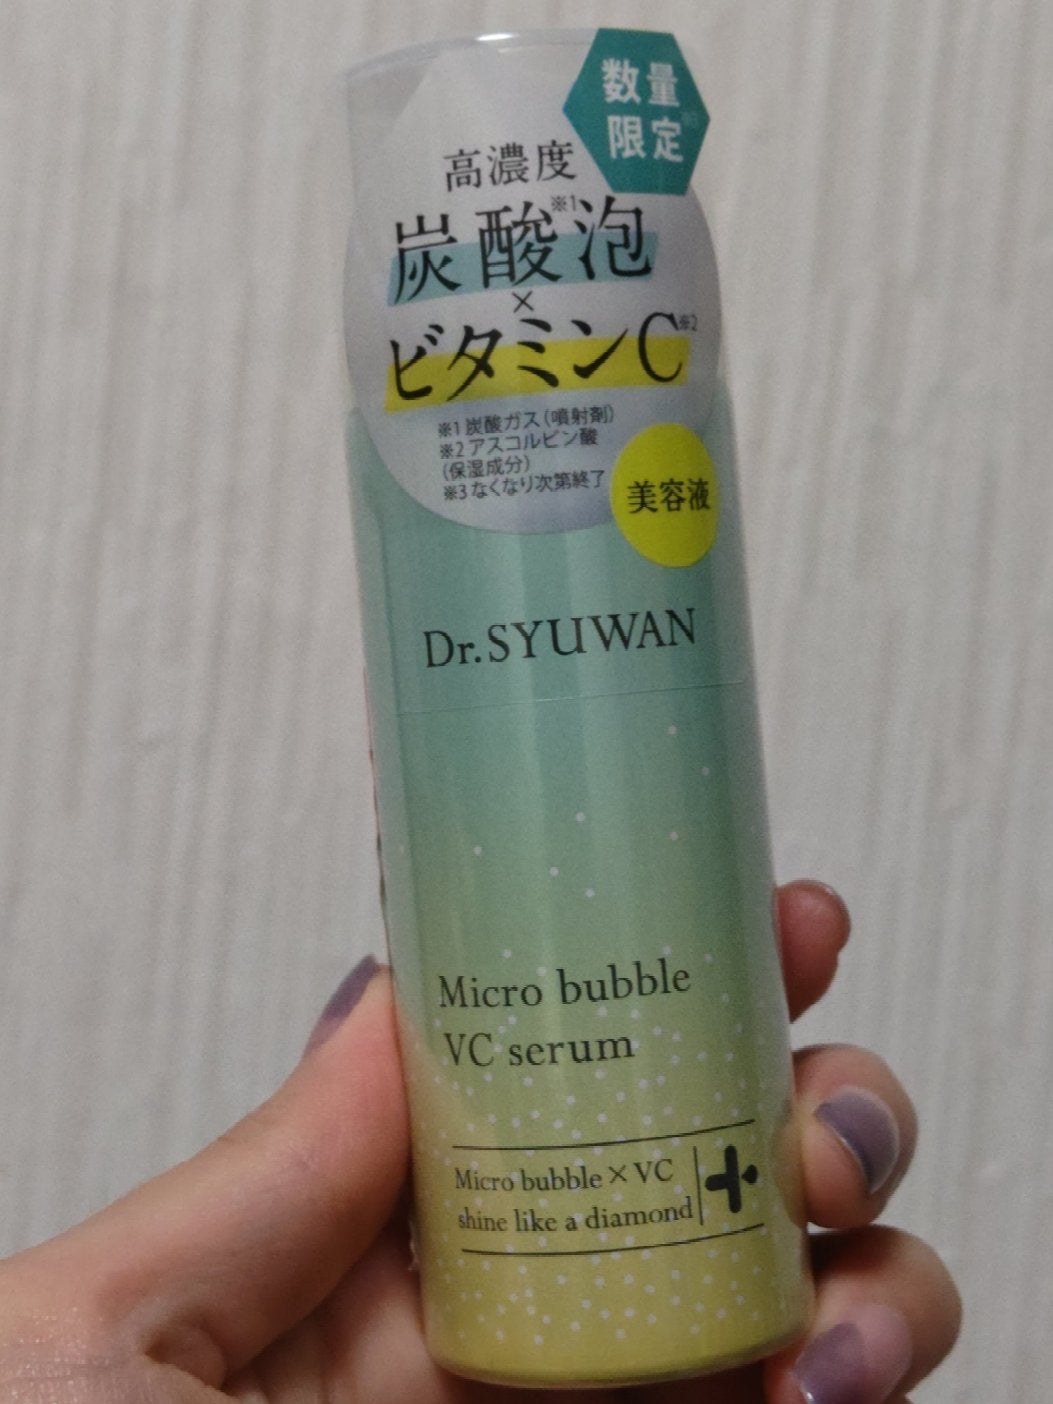 数量
限定※3
高濃度
炭酸泡※1
×
ビタミンC※2
※1炭酸ガス(噴射剤)
※2アスコルビン酸
(保湿成分)
※3なくなり次第終了
美容液
Dr.SYUWAN
Micro bubble
VC serum
Micro bubble×VC
shine like a diamond